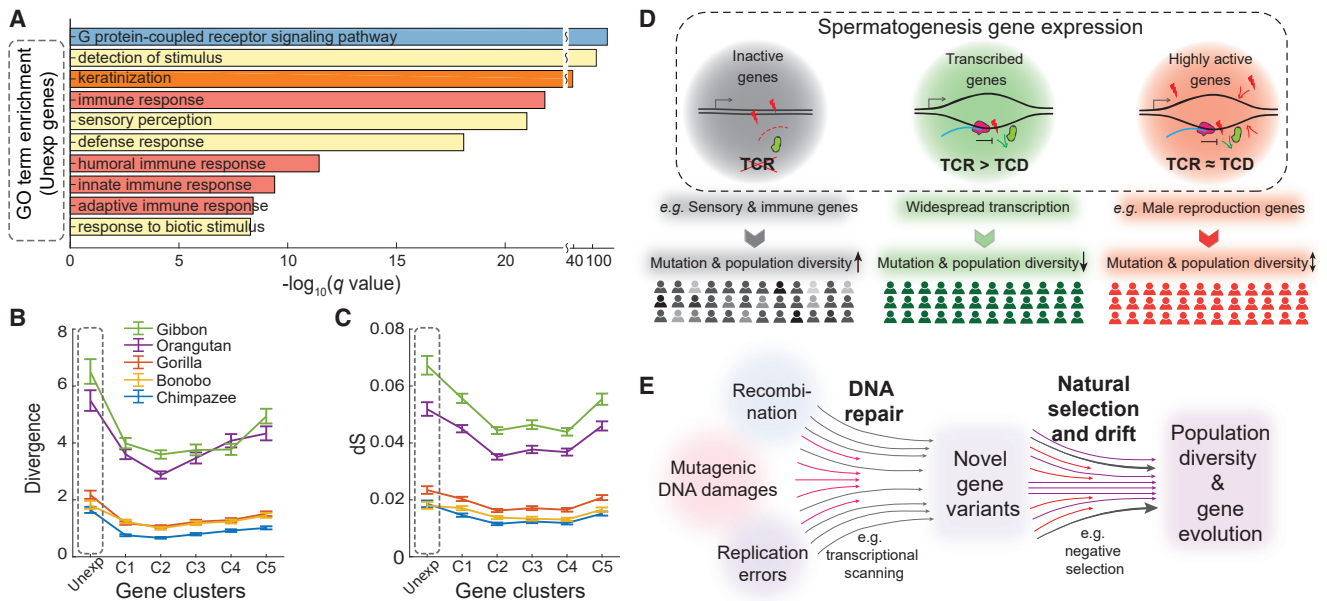 A
GO term enrichment
(Unexp genes)
G protein-coupled receptor signaling pathway
detection of stimulus
keratinization
immune response
sensory perception
defense response
humoral immune response
innate immune response
adaptive immune response
response to biotic stimulus
0 5 10 15 20 40 100
-log10(q value)
B
Divergence
8
6
4
2
0
Gibbon
Orangutan
Gorilla
Bonobo
Chimpazee
Unexp C1 C2 C3 C4 C5
Gene clusters
C
dS
0.08
0.06
0.04
0.02
0
Unexp C1 C2 C3 C4 C5
Gene clusters
D
Spermatogenesis gene expression
Inactive
genes
TCR
Transcribed
genes
TCR > TCD
Highly active
genes
TCR ≈ TCD
e.g. Sensory & immune genes
Widespread transcription
e.g. Male reproduction genes
Mutation & population diversity
Mutation & population diversity
Mutation & population diversity
E
Recombi-
nation
Mutagenic
DNA damages
Replication
errors
DNA
repair
e.g.
transcriptional
scanning
Novel
gene
variants
Natural
selection
and drift
e.g.
negative
selection
Population
diversity
&
gene
evolution